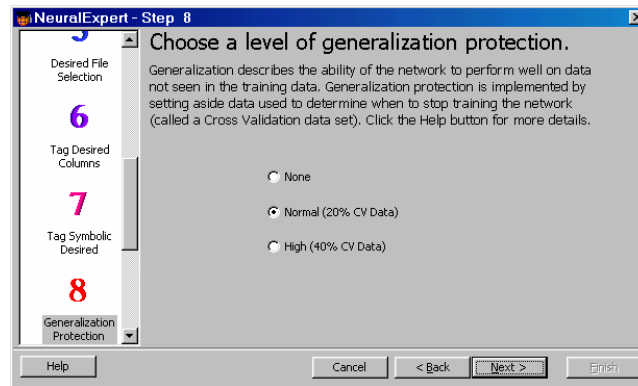 NeuralExpert - Step 8
5
Desired File
Selection
6
Tag Desired
Columns
7
Tag Symbolic
Desired
8
Generalization
Protection
Choose a level of generalization protection.
Generalization describes the ability of the network to perform well on data
not seen in the training data. Generalization protection is implemented by
setting aside data used to determine when to stop training the network
(called a Cross Validation data set). Click the Help button for more details.
None
Normal (20% CV Data)
High (40% CV Data)
Help
Cancel
< Back
Next >
Finish